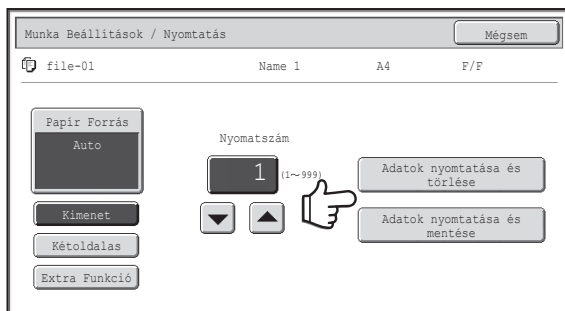 Munka Beállítások / Nyomtatás
Mégsem
file-01 Name 1 A4 F/F
Papír Forrás
Auto
Nyomatszám
1 (1~999)
Adatok nyomtatása és
törlése
Kimenet
Adatok nyomtatása és
mentése
Kétoldalas
Extra Funkció